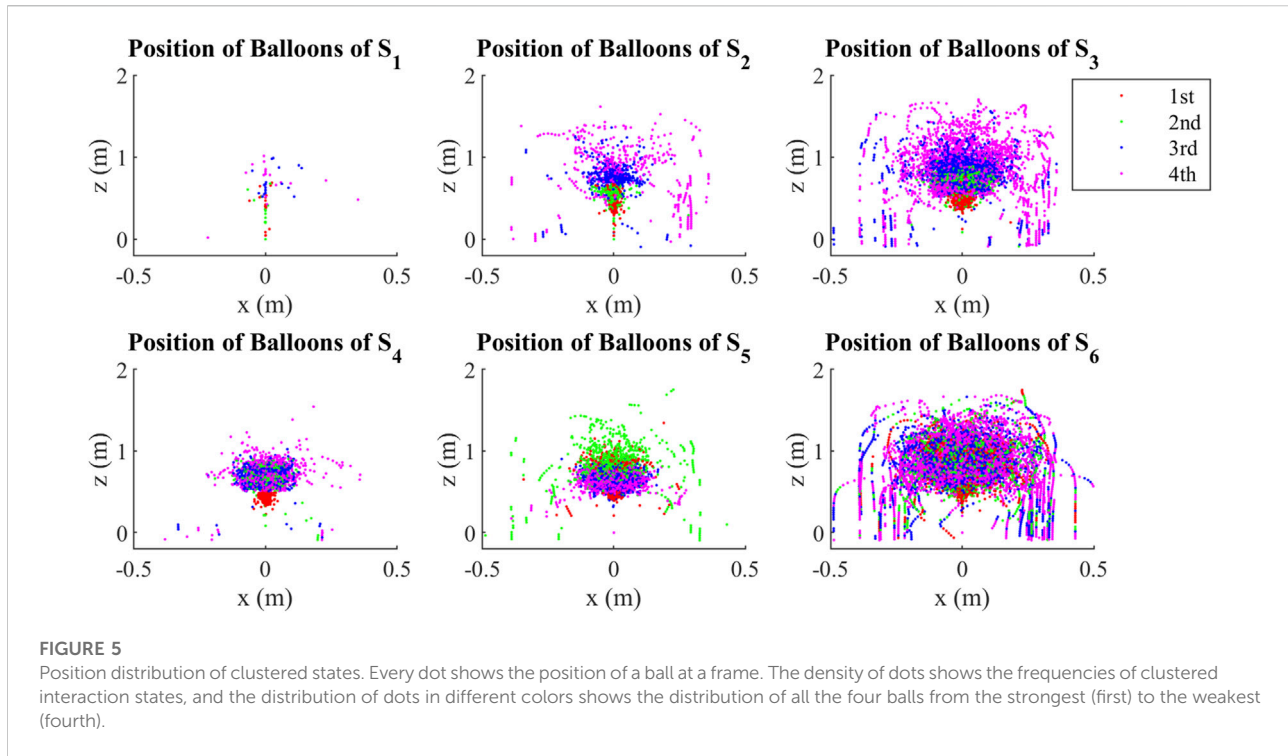 Position of Balloons of S1
Position of Balloons of S2
Position of Balloons of S3
2
1
0
z (m)
-0.5
0
0.5
x (m)
2
1
0
z (m)
-0.5
0
0.5
x (m)
2
1
0
z (m)
-0.5
0
0.5
x (m)
1st
2nd
3rd
4th
Position of Balloons of S4
Position of Balloons of S5
Position of Balloons of S6
2
1
0
z (m)
-0.5
0
0.5
x (m)
2
1
0
z (m)
-0.5
0
0.5
x (m)
2
1
0
z (m)
-0.5
0
0.5
x (m)
FIGURE 5
Position distribution of clustered states. Every dot shows the position of a ball at a frame. The density of dots shows the frequencies of clustered
interaction states, and the distribution of dots in different colors shows the distribution of all the four balls from the strongest (first) to the weakest
(fourth).